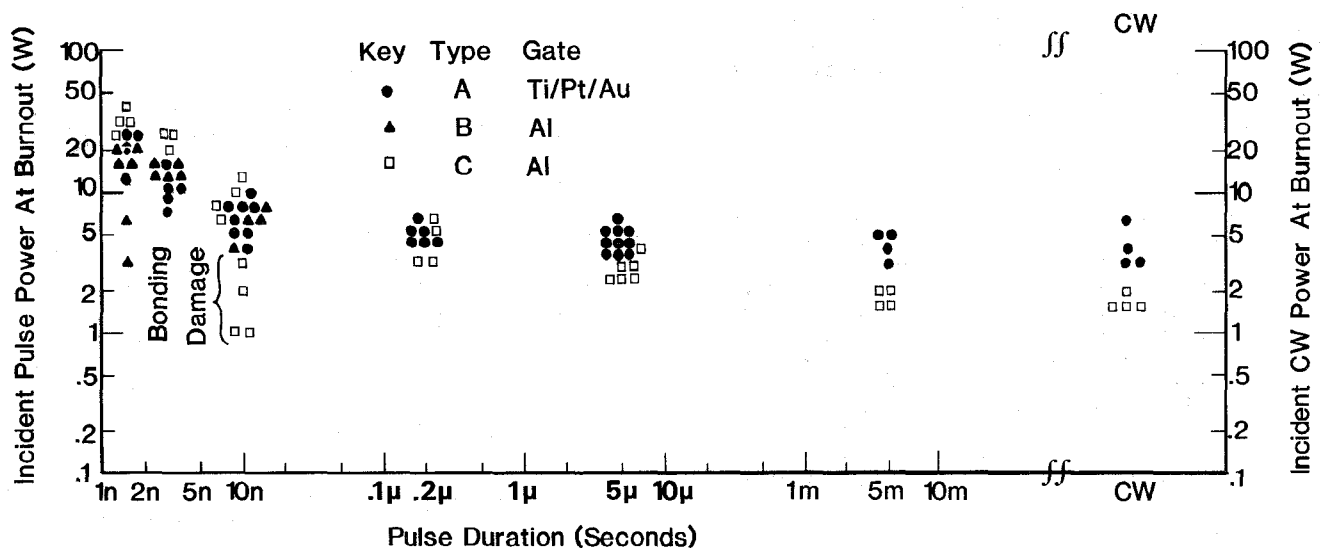 CW
Incident Pulse Power At Burnout (W)
100
50
20
10
5
2
1
.5
.2
.1
Key Type Gate
A Ti/Pt/Au
B Al
C Al
Bonding
Damage
100
50
20
10
5
2
1
.5
.2
.1
Incident CW Power At Burnout (W)
1n 2n 5n 10n .1μ .2μ 1μ 5μ 10μ 1m 5m 10m CW
Pulse Duration (Seconds)